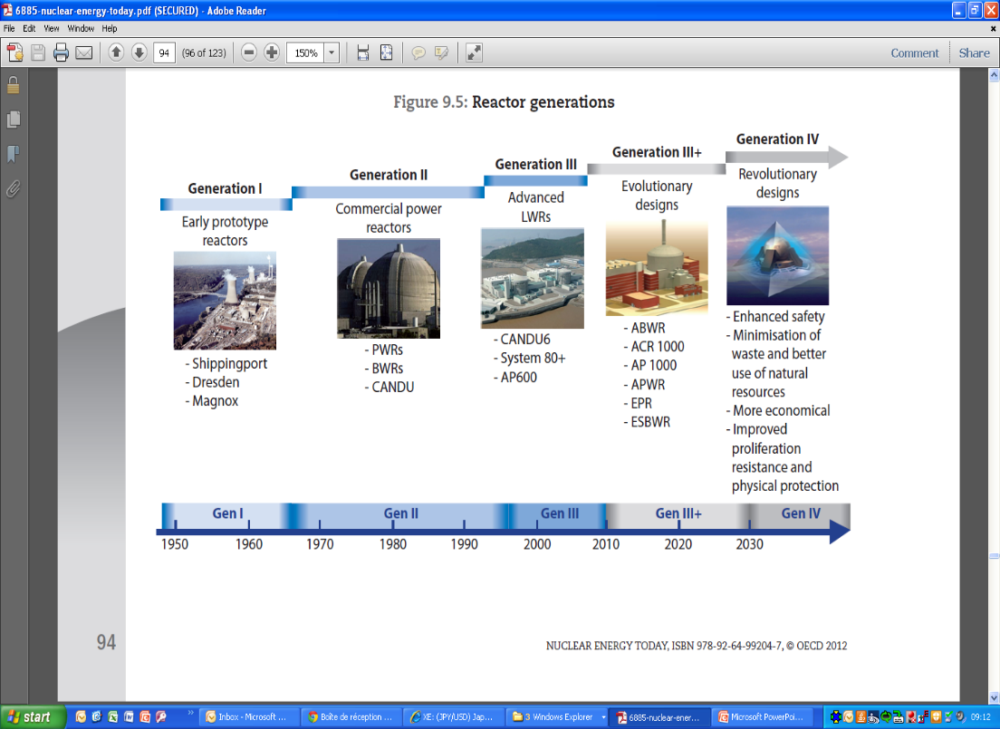 6885-nuclear-energy-today.pdf (SECURED) - Adobe Reader
File Edit View Window Help
94 (96 of 123) 150% Comment Share
Figure 9.5: Reactor generations
Generation I
Early prototype
reactors
- Shippingport
- Dresden
- Magnox
Generation II
Commercial power
reactors
- PWRs
- BWRs
- CANDU
Generation III
Advanced
LWRs
- CANDU6
- System 80+
- AP600
Generation III+
Evolutionary
designs
- ABWR
- ACR 1000
- AP 1000
- APWR
- EPR
- ESBWR
Generation IV
Revolutionary
designs
- Enhanced safety
- Minimisation of
waste and better
use of natural
resources
- More economical
- Improved
proliferation
resistance and
physical protection
Gen I Gen II Gen III Gen III+ Gen IV
1950 1960 1970 1980 1990 2000 2010 2020 2030
94
NUCLEAR ENERGY TODAY, ISBN 978-92-64-99204-7, © OECD 2012
start Inbox - Microsoft ... Boîte de réception ... XE: (JPY/USD) Jap... 3 Windows Explorer 6885-nuclear-ener... Microsoft PowerPoi... 09:12